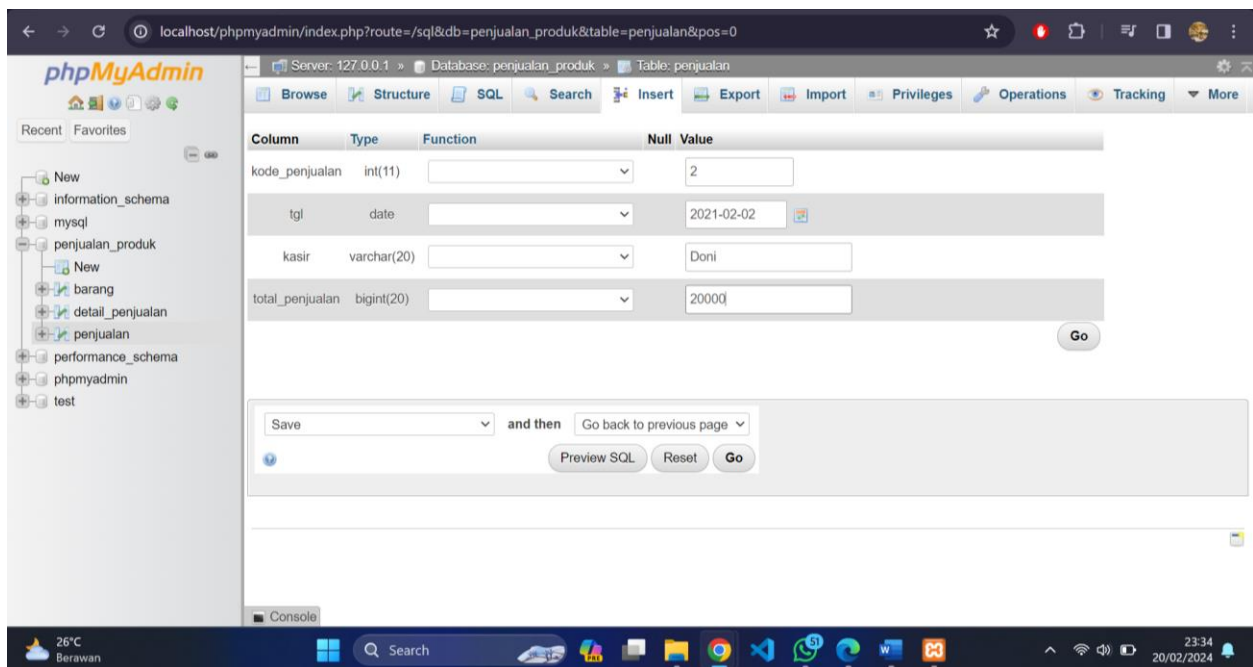 localhost/phpmyadmin/index.php?route=/sql&db=penjualan_produk&table=penjualan&pos=0
phpMyAdmin
Recent Favorites
New
information_schema
mysql
penjualan_produk
New
barang
detail_penjualan
penjualan
performance_schema
phpmyadmin
test
Server: 127.0.0.1 » Database: penjualan_produk » Table: penjualan
Browse Structure SQL Search Insert Export Import Privileges Operations Tracking More
Column Type Function Null Value
kode_penjualan int(11) 2
tgl date 2021-02-02
kasir varchar(20) Doni
total_penjualan bigint(20) 20000
Go
Save and then Go back to previous page
Preview SQL Reset Go
Console
26°C
Berawan
Search
PRE
51
W
23:34
20/02/2024